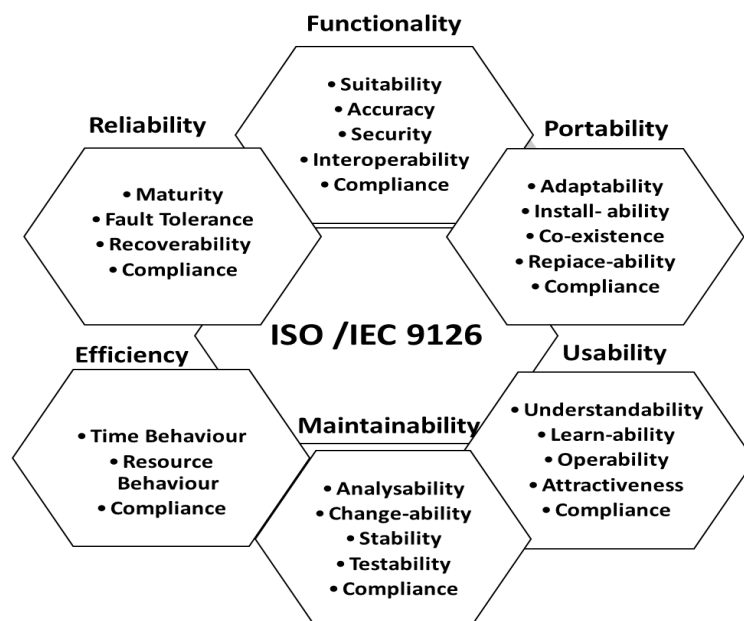 Functionality
• Suitability
• Accuracy
• Security
• Interoperability
• Compliance
Reliability
• Maturity
• Fault Tolerance
• Recoverability
• Compliance
Portability
• Adaptability
• Install- ability
• Co-existence
• Repiace-ability
• Compliance
ISO /IEC 9126
Efficiency
• Time Behaviour
• Resource
Behaviour
• Compliance
Maintainability
• Analysability
• Change-ability
• Stability
• Testability
• Compliance
Usability
• Understandability
• Learn-ability
• Operability
• Attractiveness
• Compliance